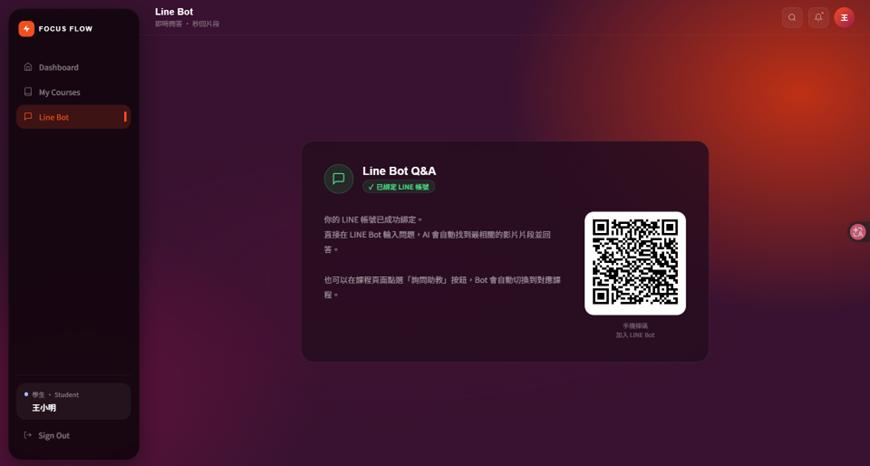 FOCUS FLOW
Dashboard
My Courses
Line Bot
學生 • Student
王小明
Sign Out
Line Bot
即時問答 • 秒回片段
王
Line Bot Q&A
✓ 已綁定 LINE 帳號
你的 LINE 帳號已成功綁定。
直接在 LINE Bot 輸入問題，AI 會自動找到最相關的影片片段並回
答。
也可以在課程頁面點選「詢問助教」按鈕，Bot 會自動切換到對應課
程。
手機掃碼
加入 LINE Bot